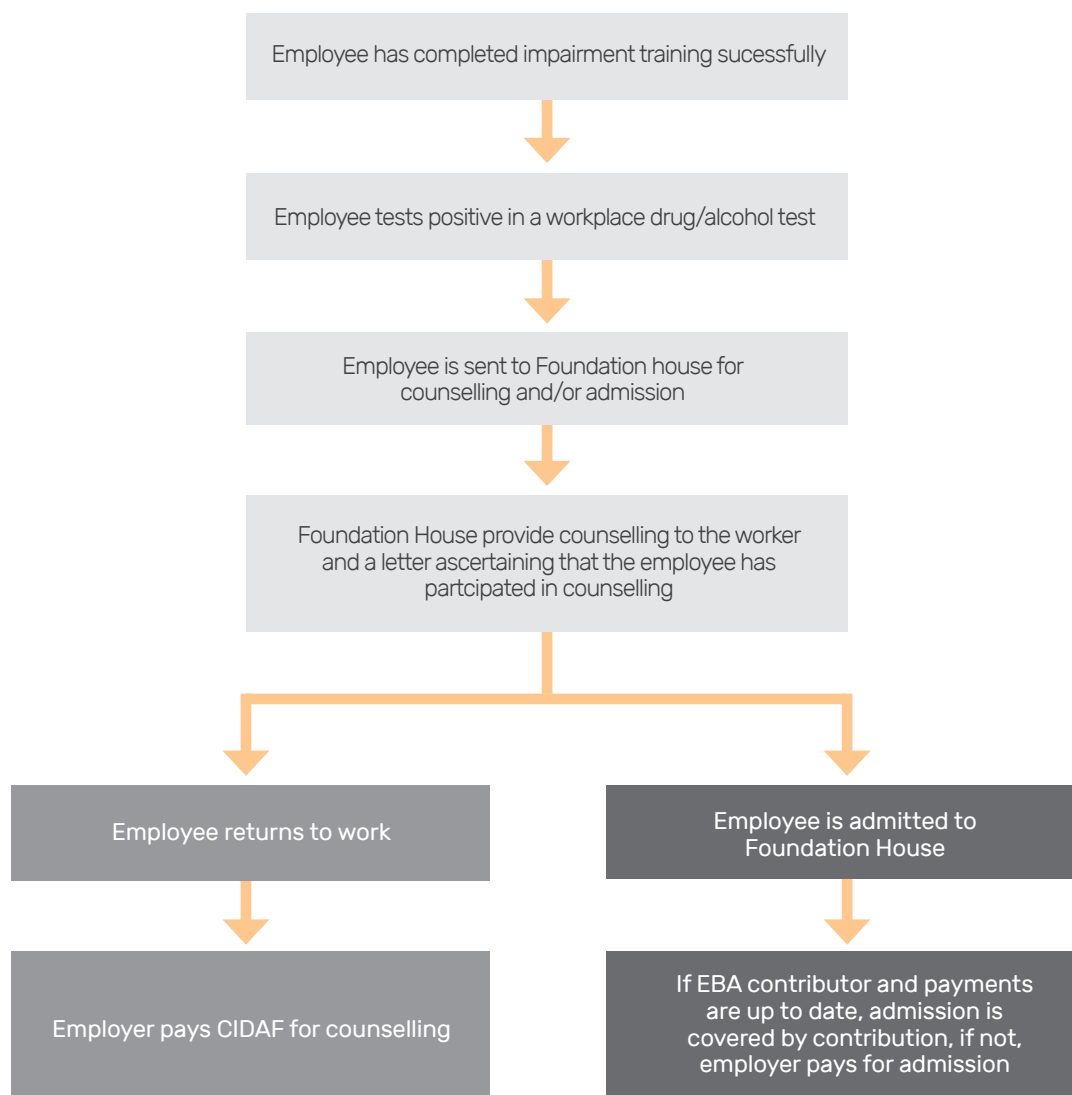 Employee has completed impairment training sucessfully
Employee tests positive in a workplace drug/alcohol test
Employee is sent to Foundation house for
counselling and/or admission
Foundation House provide counselling to the worker
and a letter ascertaining that the employee has
partcipated in counselling
Employee returns to work
Employee is admitted to
Foundation House
Employer pays CIDAF for counselling
If EBA contributor and payments
are up to date, admission is
covered by contribution, if not,
employer pays for admission